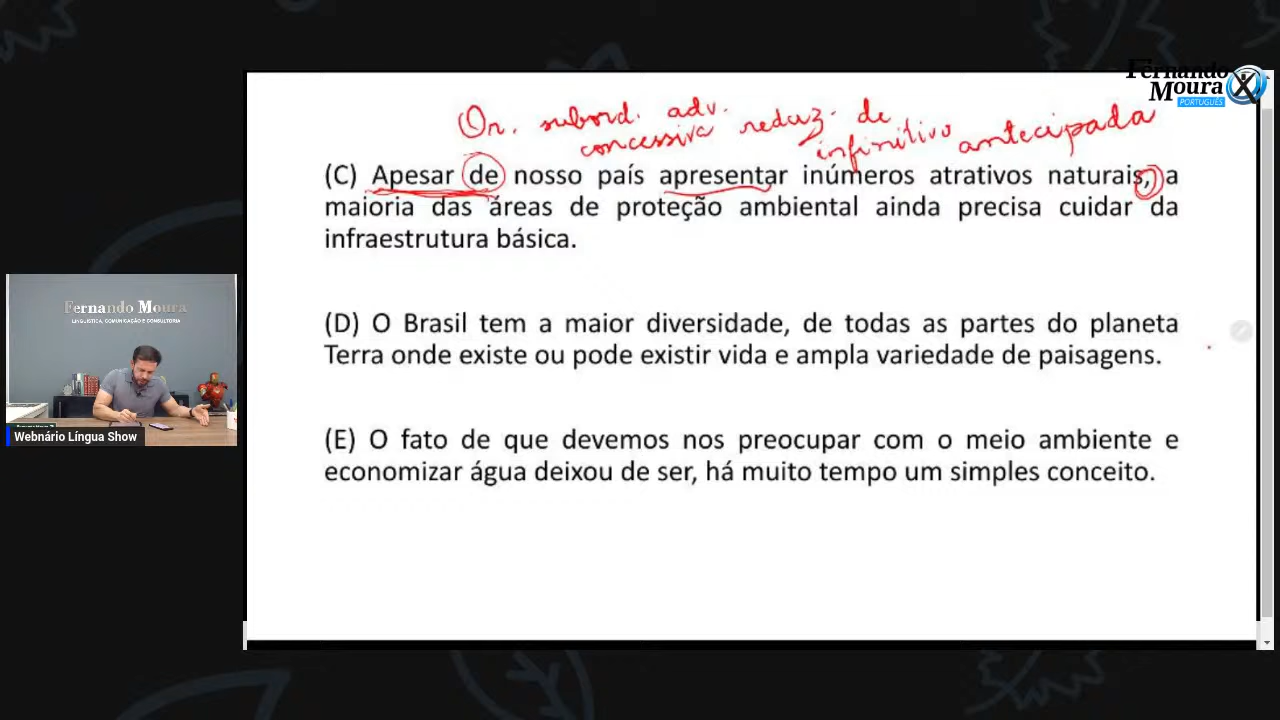 Fernando
Moura
PORTUGUÊS
Or. subord. adv. reduz. de
concessiva infinitivo antecipada
(C) Apesar de nosso país apresentar inúmeros atrativos naturais, a
maioria das áreas de proteção ambiental ainda precisa cuidar da
infraestrutura básica.
(D) O Brasil tem a maior diversidade, de todas as partes do planeta
Terra onde existe ou pode existir vida e ampla variedade de paisagens.
(E) O fato de que devemos nos preocupar com o meio ambiente e
economizar água deixou de ser, há muito tempo um simples conceito.
FERNANDO MOURA
LINGUÍSTICA, COMUNICAÇÃO E CONSULTORIA
Webnário Língua Show